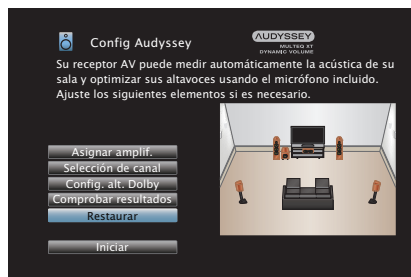 Config Audyssey
AUDYSSEY
MULTEQ XT
DYNAMIC VOLUME
Su receptor AV puede medir automáticamente la acústica de su
sala y optimizar sus altavoces usando el micrófono incluido.
Ajuste los siguientes elementos si es necesario.
Asignar amplif.
Selección de canal
Config. alt. Dolby
Comprobar resultados
Restaurar
Iniciar